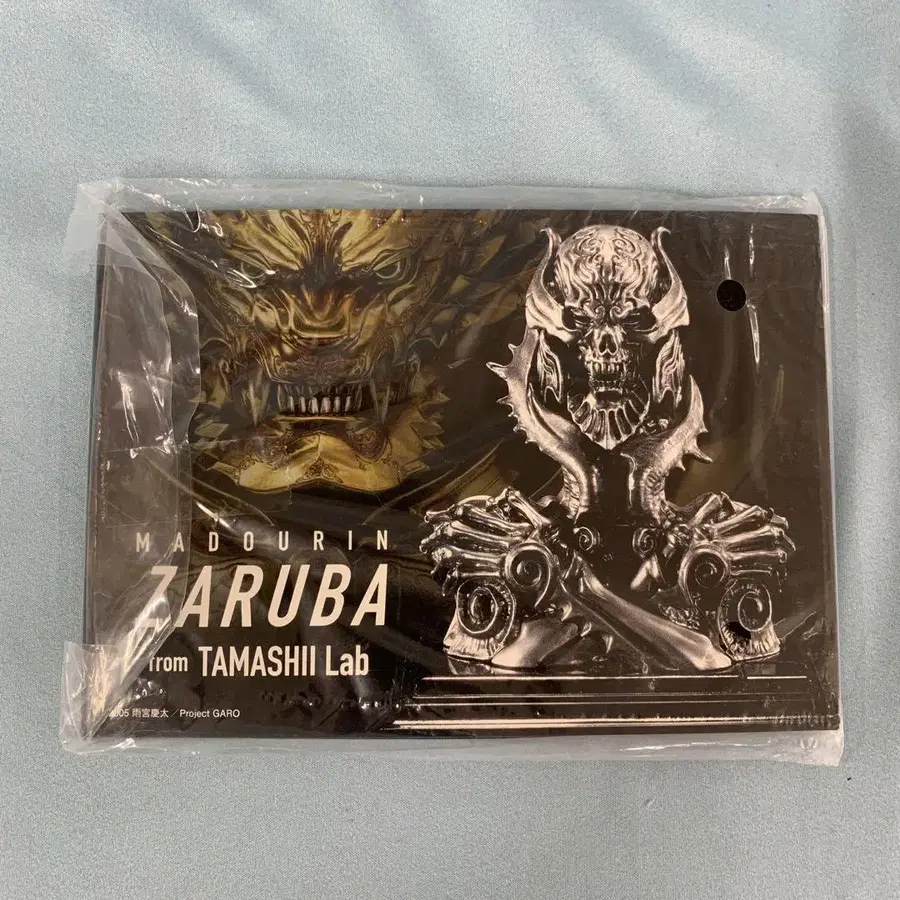 MADOURIN
ZARUBA
from TAMASHII Lab
2005 雨宮慶太／Project GARO